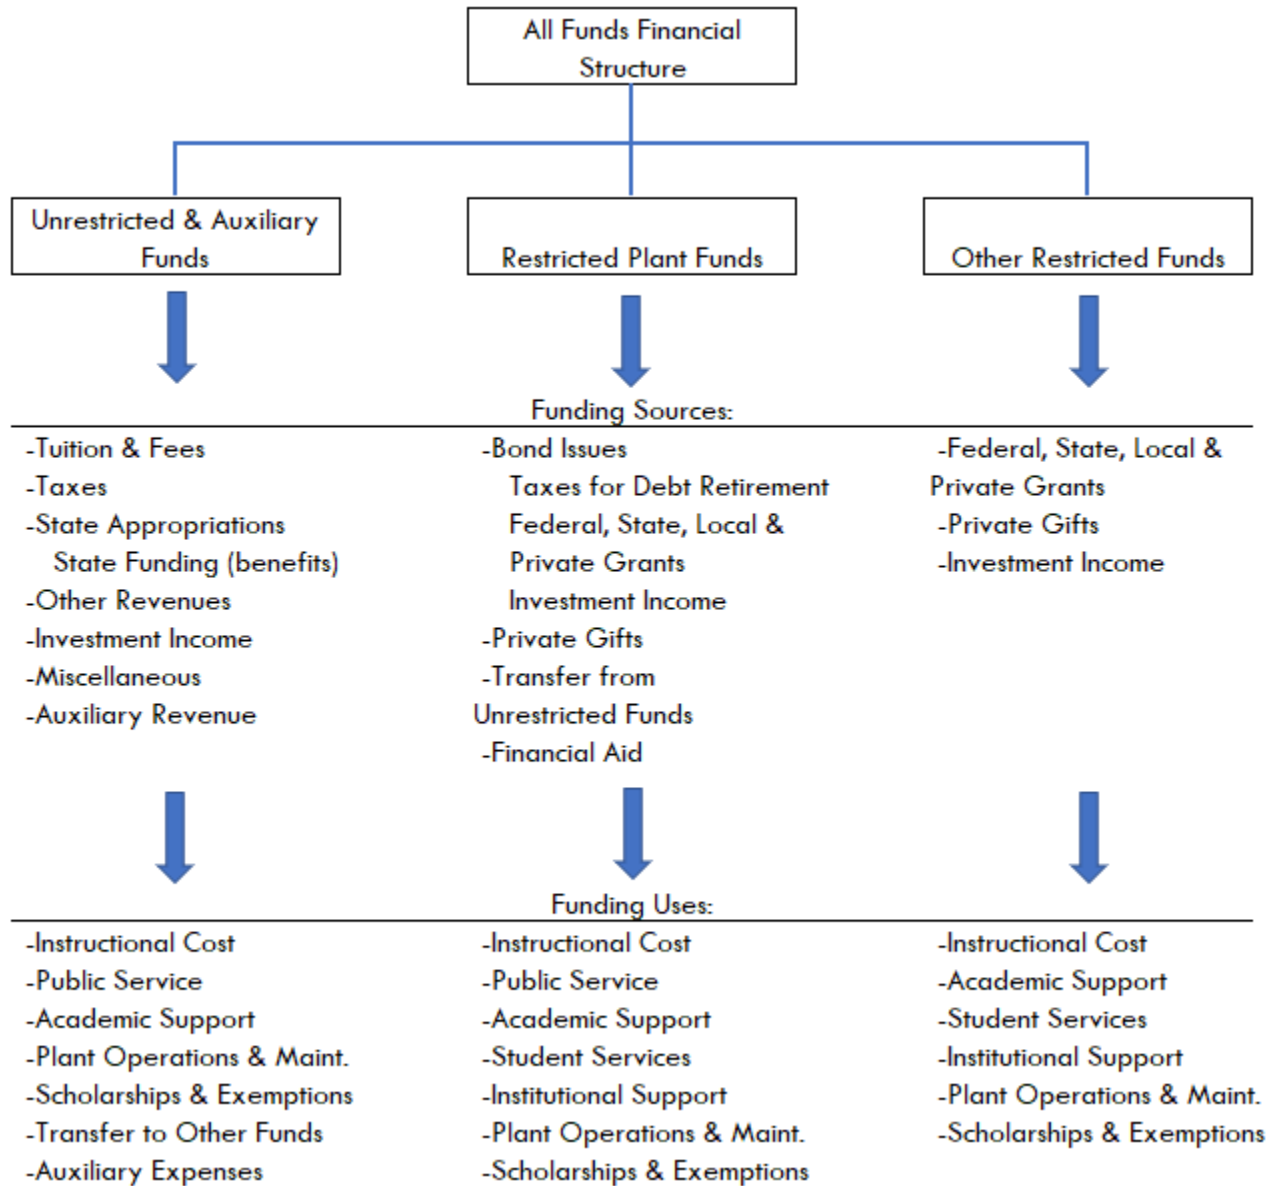 All Funds Financial
Structure
Unrestricted & Auxiliary
Funds
Restricted Plant Funds
Other Restricted Funds
Funding Sources:
-Tuition & Fees
-Taxes
-State Appropriations
State Funding (benefits)
-Other Revenues
-Investment Income
-Miscellaneous
-Auxiliary Revenue
-Bond Issues
Taxes for Debt Retirement
Federal, State, Local &
Private Grants
Investment Income
-Private Gifts
-Transfer from
Unrestricted Funds
-Financial Aid
-Federal, State, Local &
Private Grants
-Private Gifts
-Investment Income
Funding Uses:
-Instructional Cost
-Public Service
-Academic Support
-Plant Operations & Maint.
-Scholarships & Exemptions
-Transfer to Other Funds
-Auxiliary Expenses
-Instructional Cost
-Public Service
-Academic Support
-Student Services
-Institutional Support
-Plant Operations & Maint.
-Scholarships & Exemptions
-Instructional Cost
-Academic Support
-Student Services
-Institutional Support
-Plant Operations & Maint.
-Scholarships & Exemptions